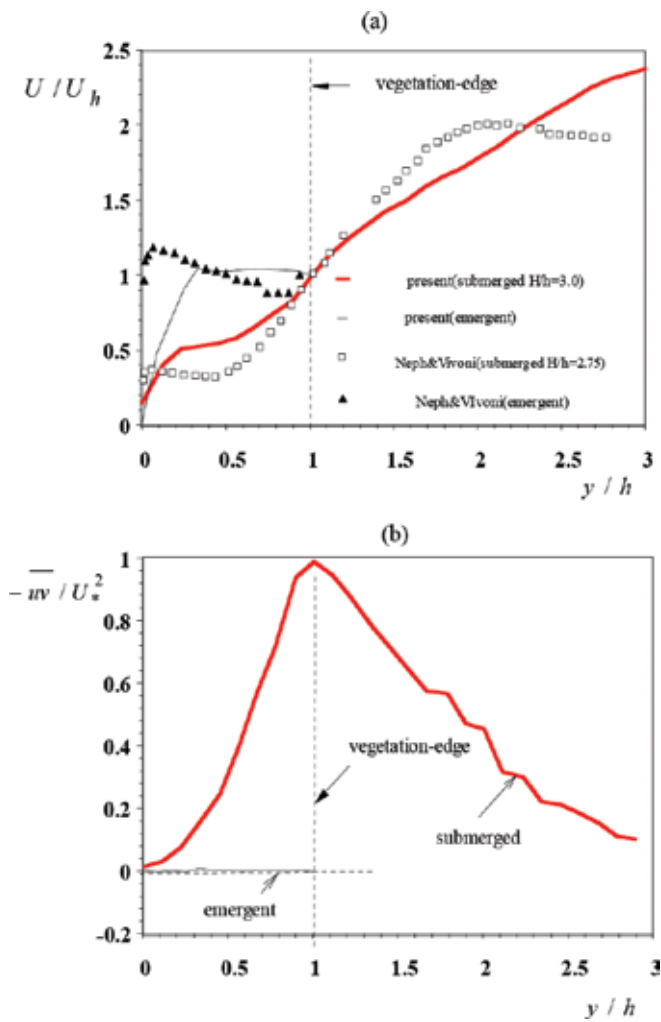 (a)
U / U_h
2.5
2
1.5
1
0.5
0
vegetation-edge
present(submerged H/h=3.0)
present(emergent)
Neph&Vivoni(submerged H/h=2.75)
Neph&VIvoni(emergent)
0 0.5 1 1.5 2 2.5 3
y / h
(b)
− uv / U_*^2
1
0.8
0.6
0.4
0.2
0
-0.2
vegetation-edge
submerged
emergent
0 0.5 1 1.5 2 2.5 3
y / h